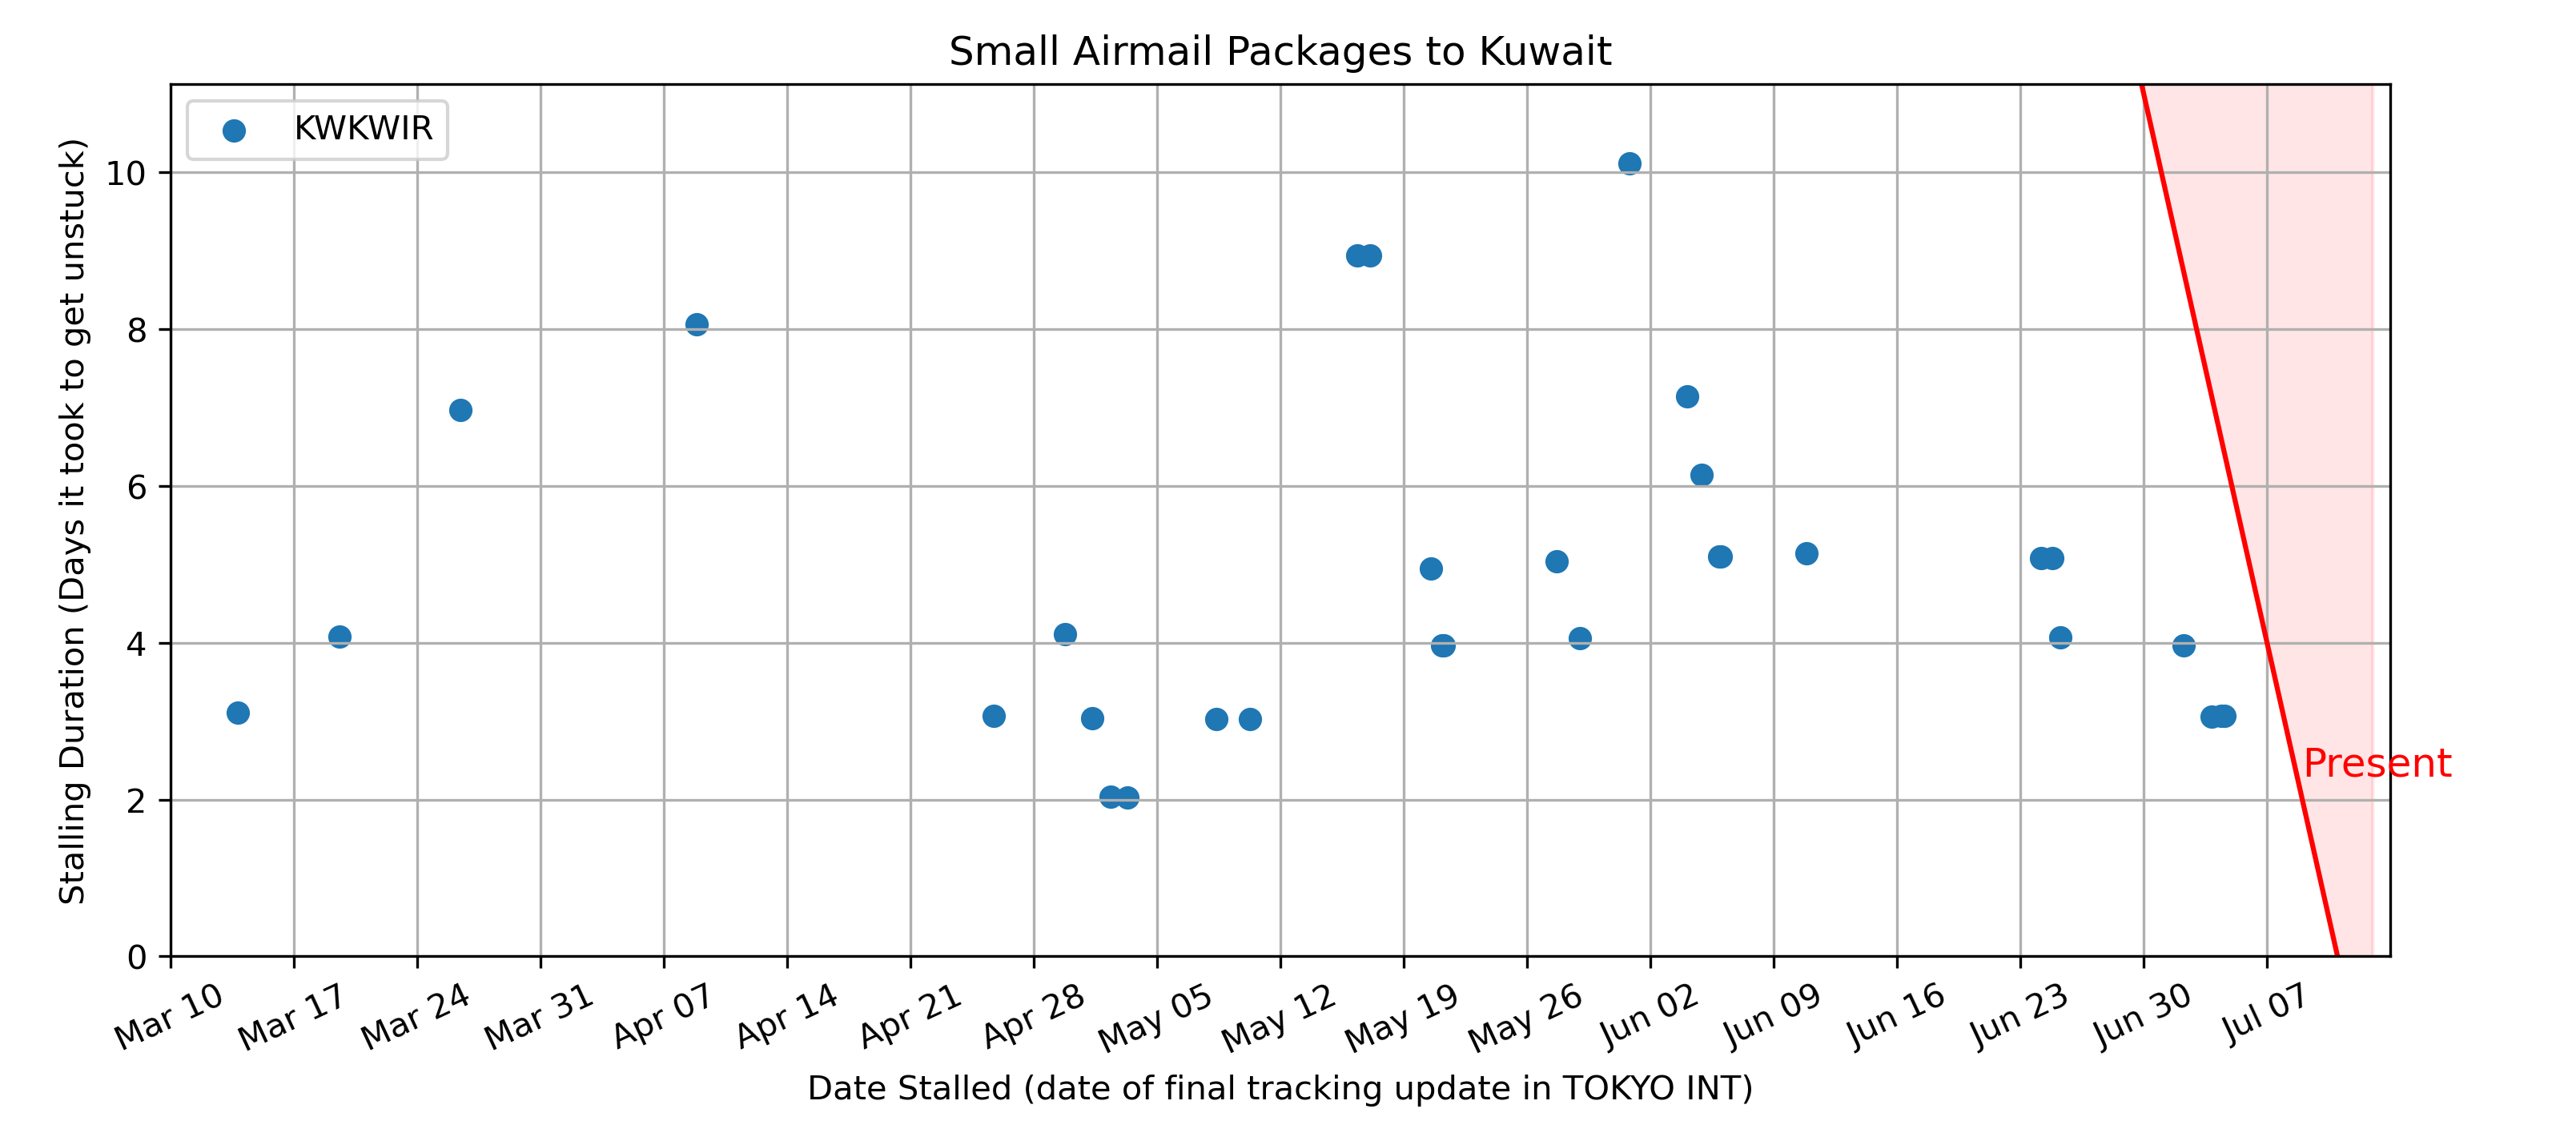 Small Airmail Packages to Kuwait
KWKWIR
Stalling Duration (Days it took to get unstuck)
10
8
6
4
2
0
Present
Mar 10
Mar 17
Mar 24
Mar 31
Apr 07
Apr 14
Apr 21
Apr 28
May 05
May 12
May 19
May 26
Jun 02
Jun 09
Jun 16
Jun 23
Jun 30
Jul 07
Date Stalled (date of final tracking update in TOKYO INT)